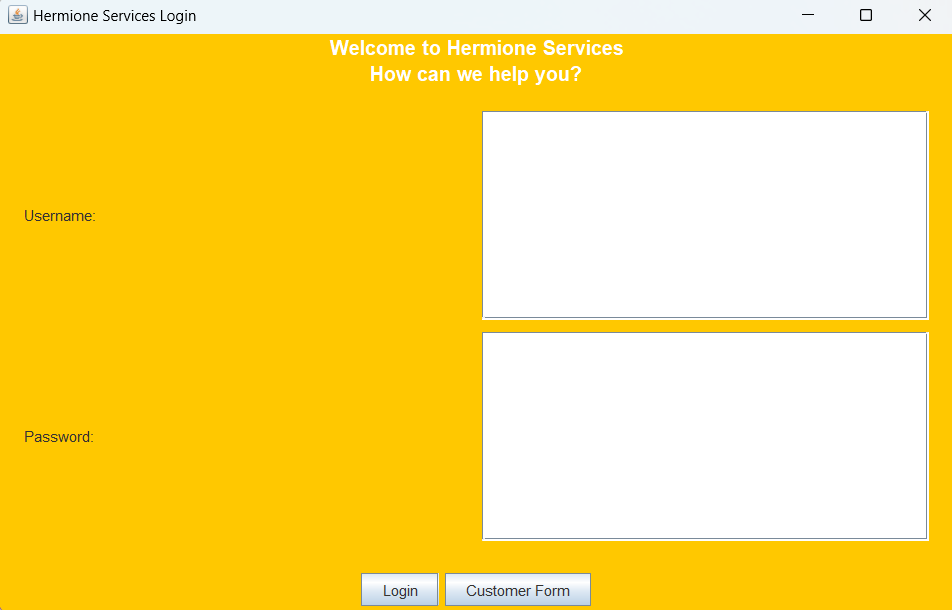 Hermione Services Login
Welcome to Hermione Services
How can we help you?
Username:
Password:
Login
Customer Form